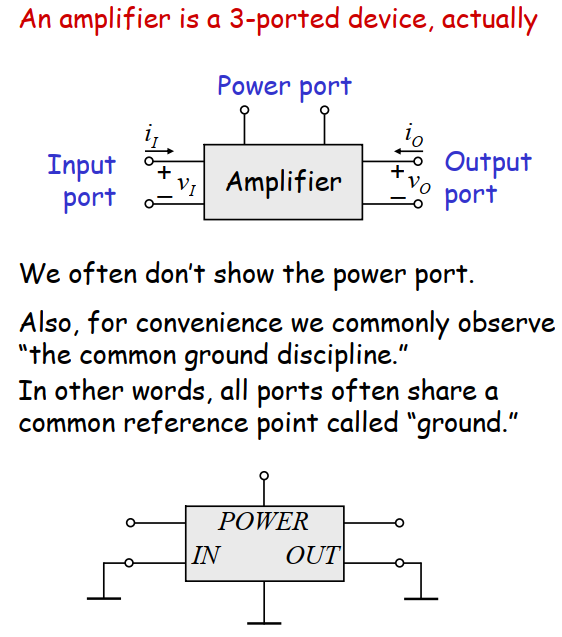 An amplifier is a 3-ported device, actually
Power port
i_I
i_O
Input
port
+
v_I
−
Amplifier
+
v_O
−
Output
port
We often don't show the power port.
Also, for convenience we commonly observe
"the common ground discipline."
In other words, all ports often share a
common reference point called "ground."
POWER
IN
OUT